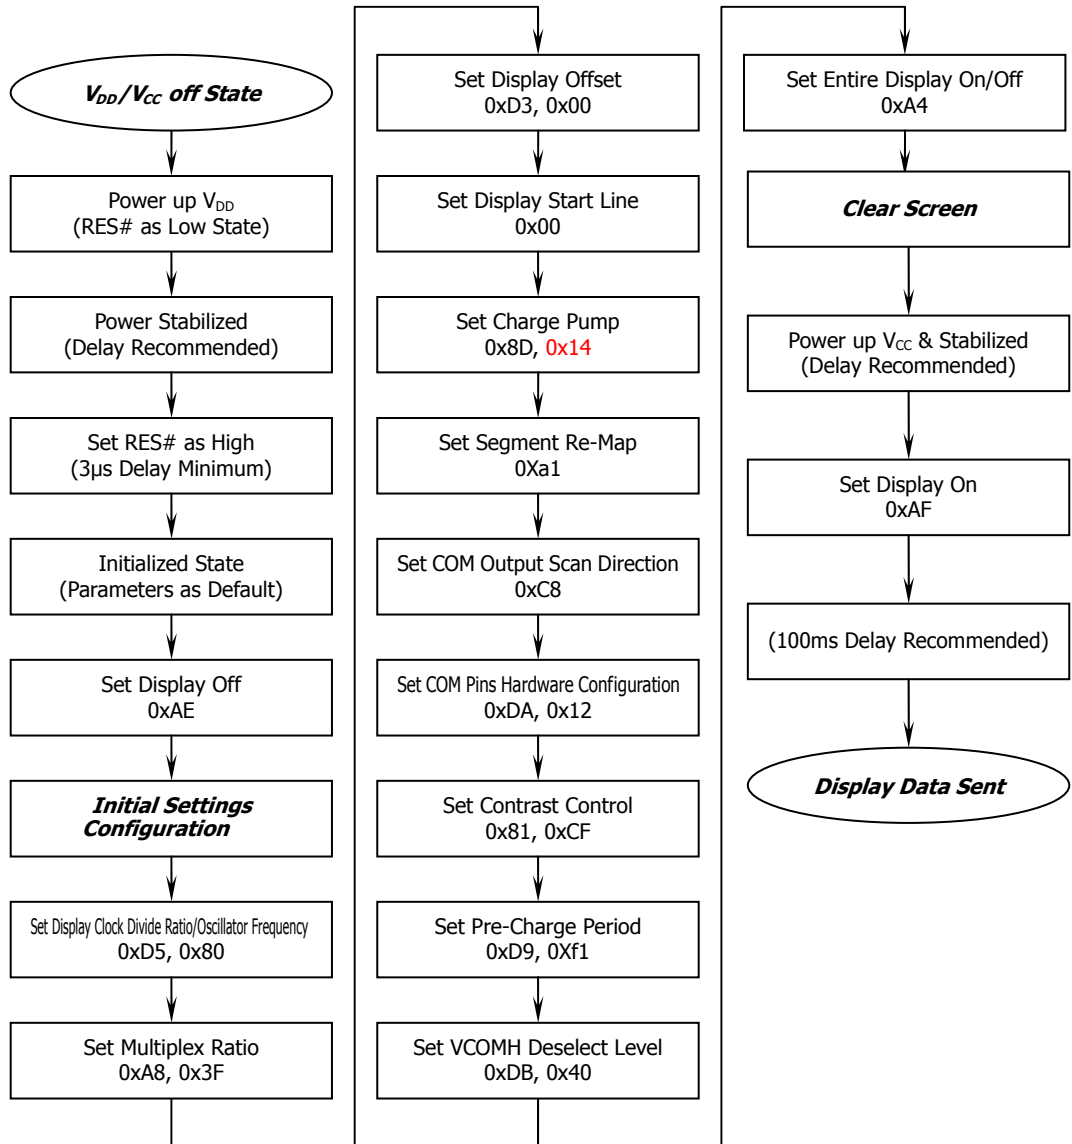 V_DD/V_CC off State
Power up V_DD
(RES# as Low State)
Power Stabilized
(Delay Recommended)
Set RES# as High
(3µs Delay Minimum)
Initialized State
(Parameters as Default)
Set Display Off
0xAE
Initial Settings
Configuration
Set Display Clock Divide Ratio/Oscillator Frequency
0xD5, 0x80
Set Multiplex Ratio
0xA8, 0x3F
Set Display Offset
0xD3, 0x00
Set Display Start Line
0x00
Set Charge Pump
0x8D, 0x14
Set Segment Re-Map
0Xa1
Set COM Output Scan Direction
0xC8
Set COM Pins Hardware Configuration
0xDA, 0x12
Set Contrast Control
0x81, 0xCF
Set Pre-Charge Period
0xD9, 0Xf1
Set VCOMH Deselect Level
0xDB, 0x40
Set Entire Display On/Off
0xA4
Clear Screen
Power up V_CC & Stabilized
(Delay Recommended)
Set Display On
0xAF
(100ms Delay Recommended)
Display Data Sent